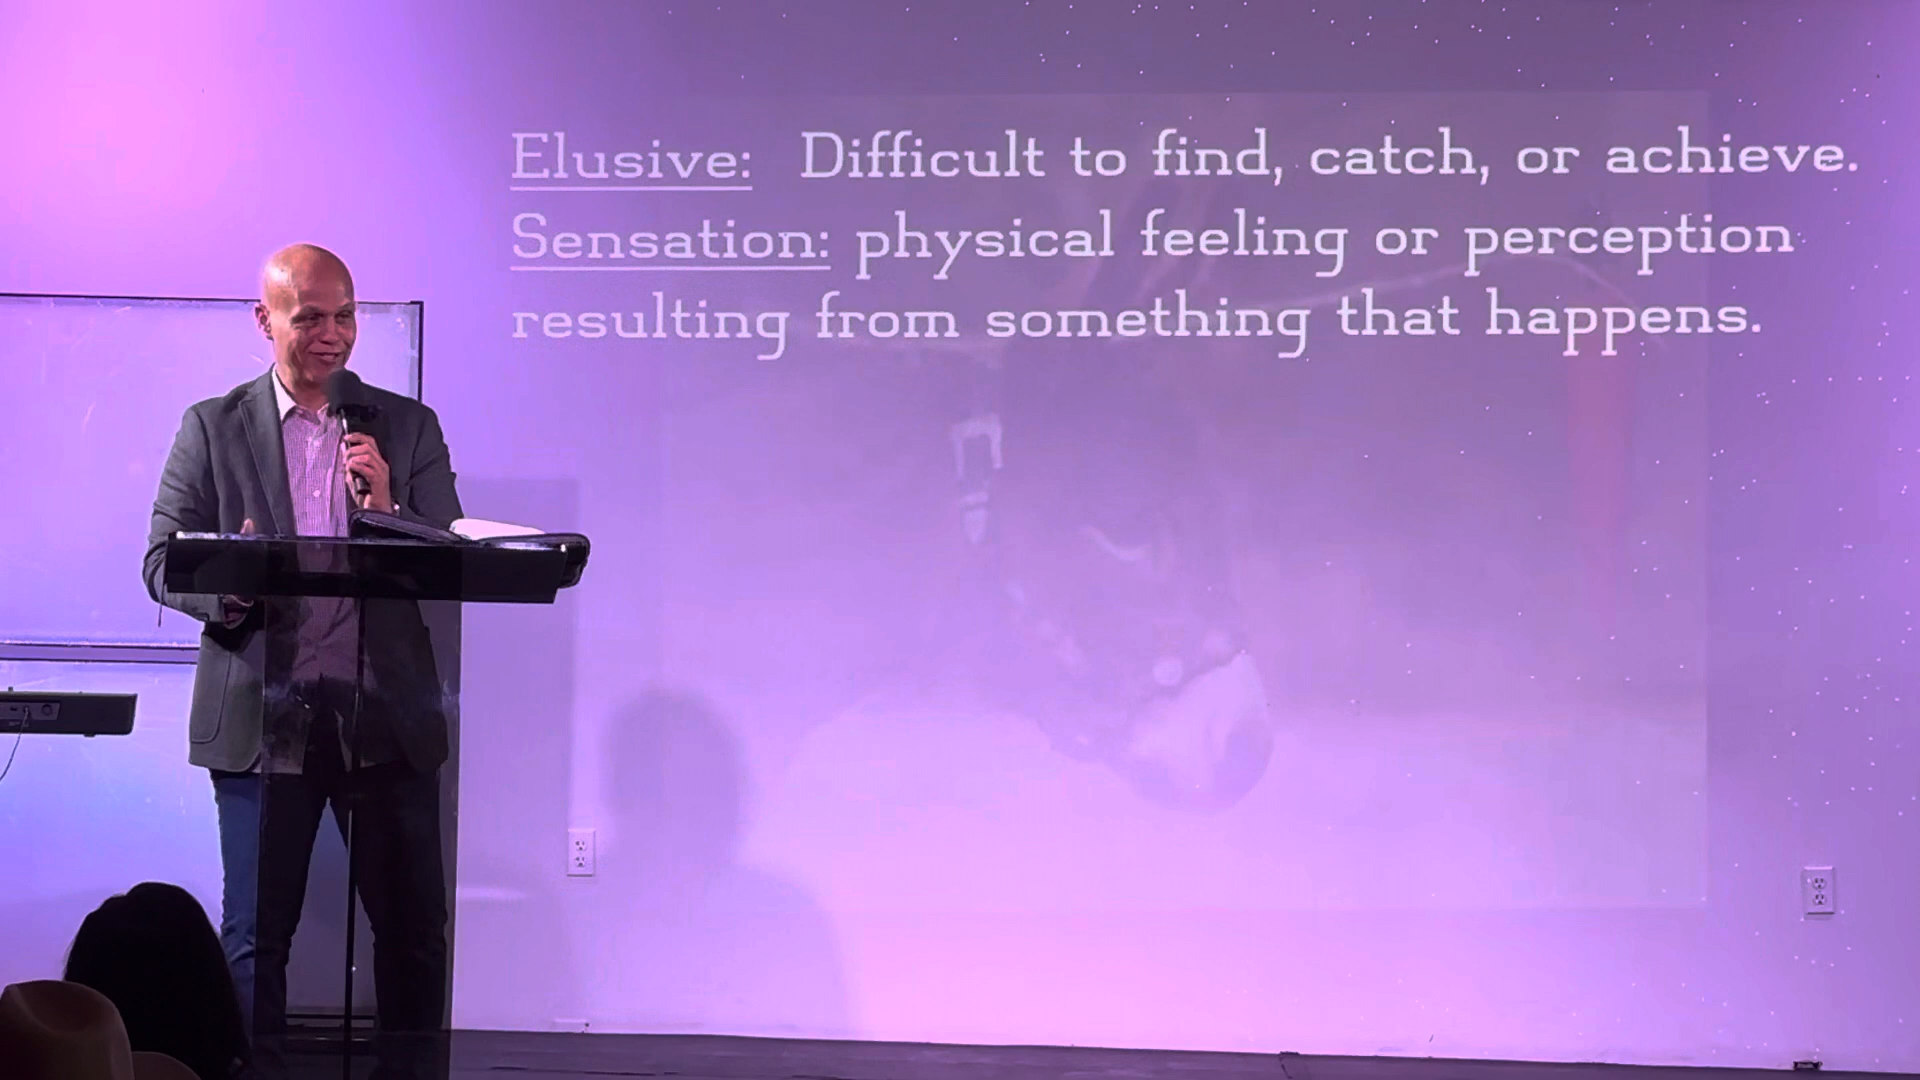 Elusive: Difficult to find, catch, or achieve.
Sensation: physical feeling or perception
resulting from something that happens.